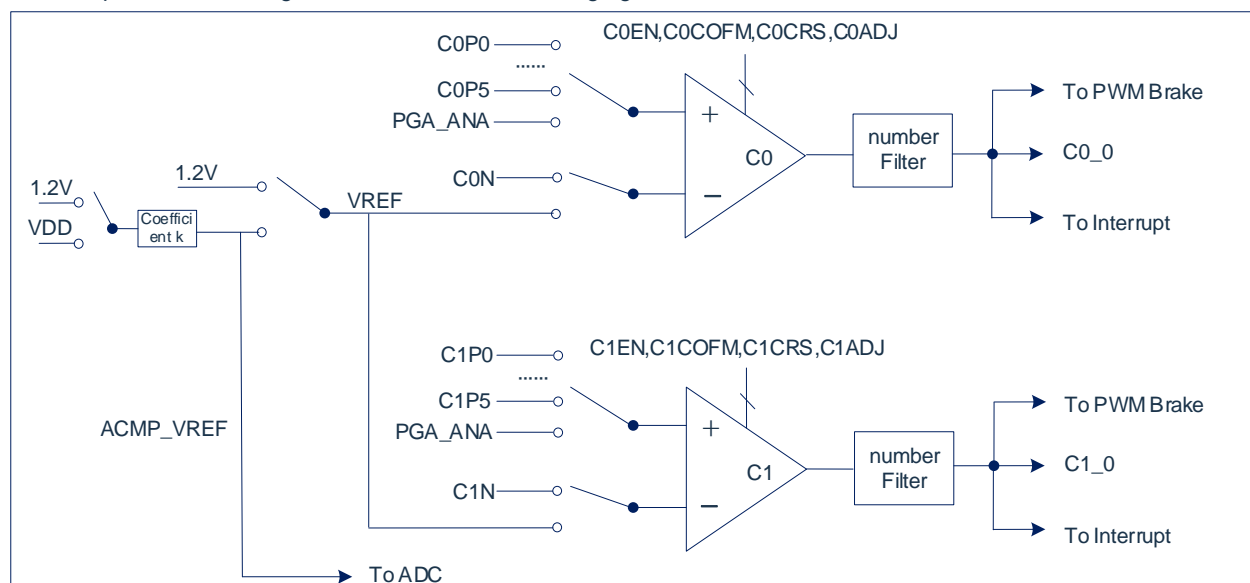 C0P0
C0EN,C0COFM,C0CRS,C0ADJ
......
C0P5
PGA_ANA
+
C0
−
C0N
number
Filter
To PWM Brake
C0_0
To Interrupt
1.2V
1.2V
VDD
Coeffici
ent k
VREF
C1P0
C1EN,C1COFM,C1CRS,C1ADJ
......
C1P5
PGA_ANA
+
C1
−
C1N
number
Filter
To PWM Brake
C1_0
To Interrupt
ACMP_VREF
To ADC